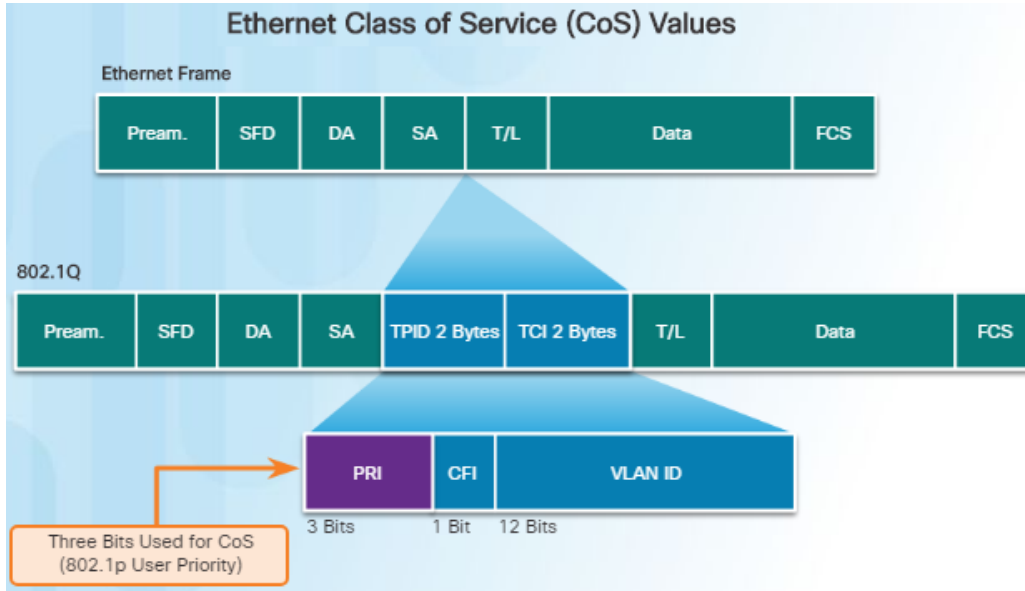 Ethernet Class of Service (CoS) Values
Ethernet Frame
Pream. SFD DA SA T/L Data FCS
802.1Q
Pream. SFD DA SA TPID 2 Bytes TCI 2 Bytes T/L Data FCS
PRI CFI VLAN ID
3 Bits 1 Bit 12 Bits
Three Bits Used for CoS
(802.1p User Priority)